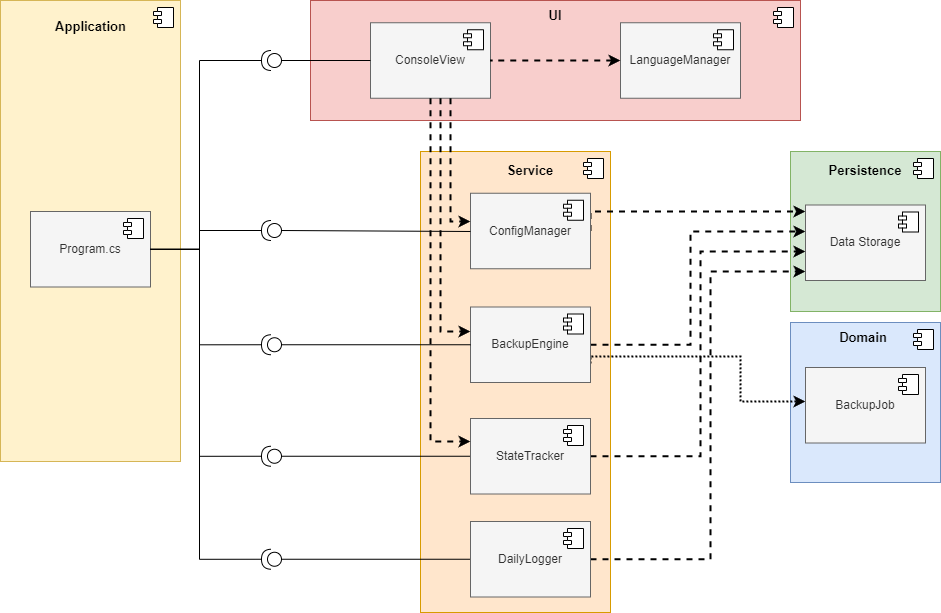 Application
UI
ConsoleView
LanguageManager
Service
Persistence
Program.cs
ConfigManager
Data Storage
BackupEngine
Domain
BackupJob
StateTracker
DailyLogger